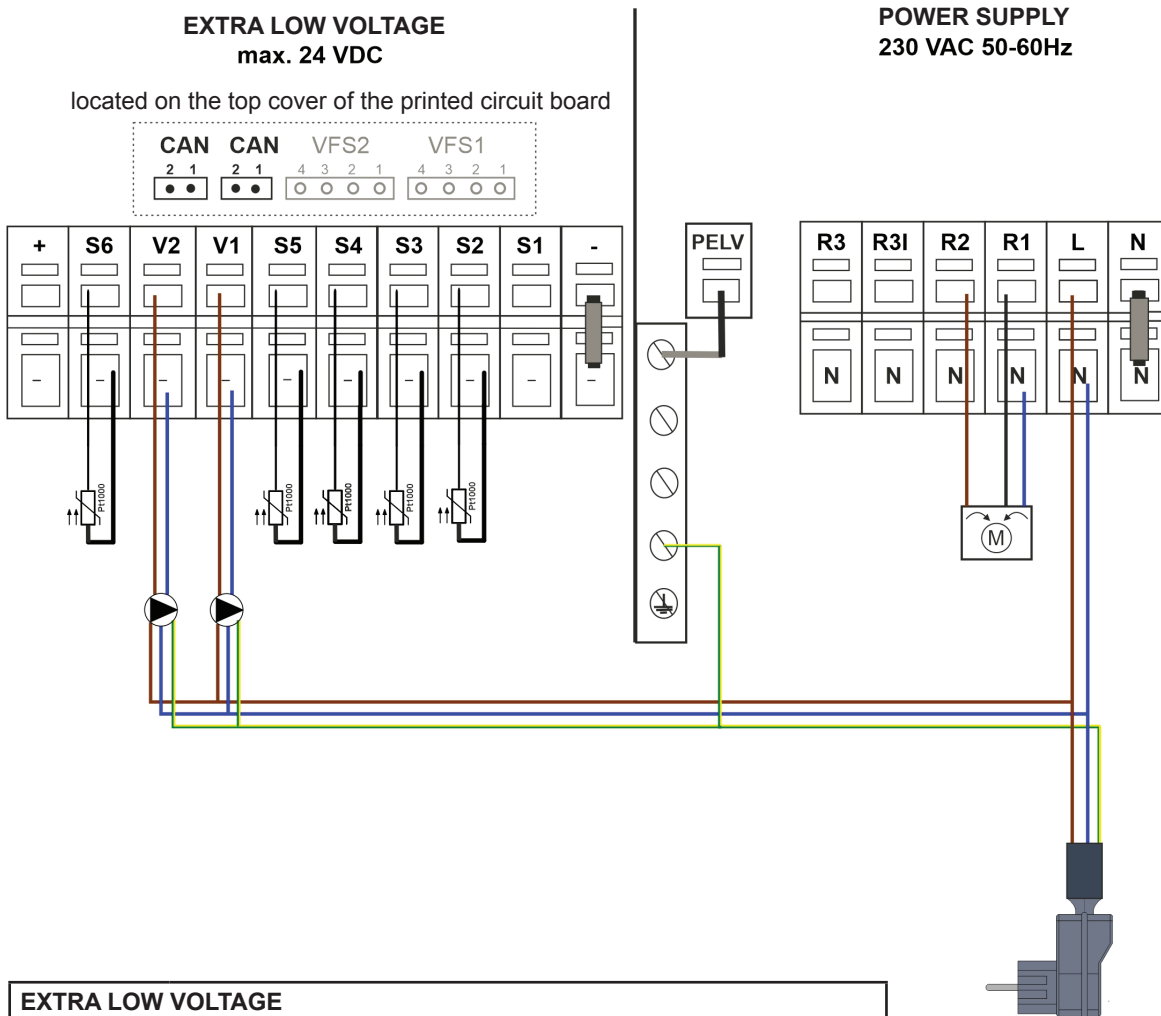 EXTRA LOW VOLTAGE
max. 24 VDC
located on the top cover of the printed circuit board
CAN CAN VFS2 VFS1
2 1 2 1 4 3 2 1 4 3 2 1
+ S6 V2 V1 S5 S4 S3 S2 S1 -
- - - - - - - - - -
Pt1000 Pt1000 Pt1000 Pt1000 Pt1000
PELV
POWER SUPPLY
230 VAC 50-60Hz
R3 R3I R2 R1 L N
N N N N N N
M
EXTRA LOW VOLTAGE